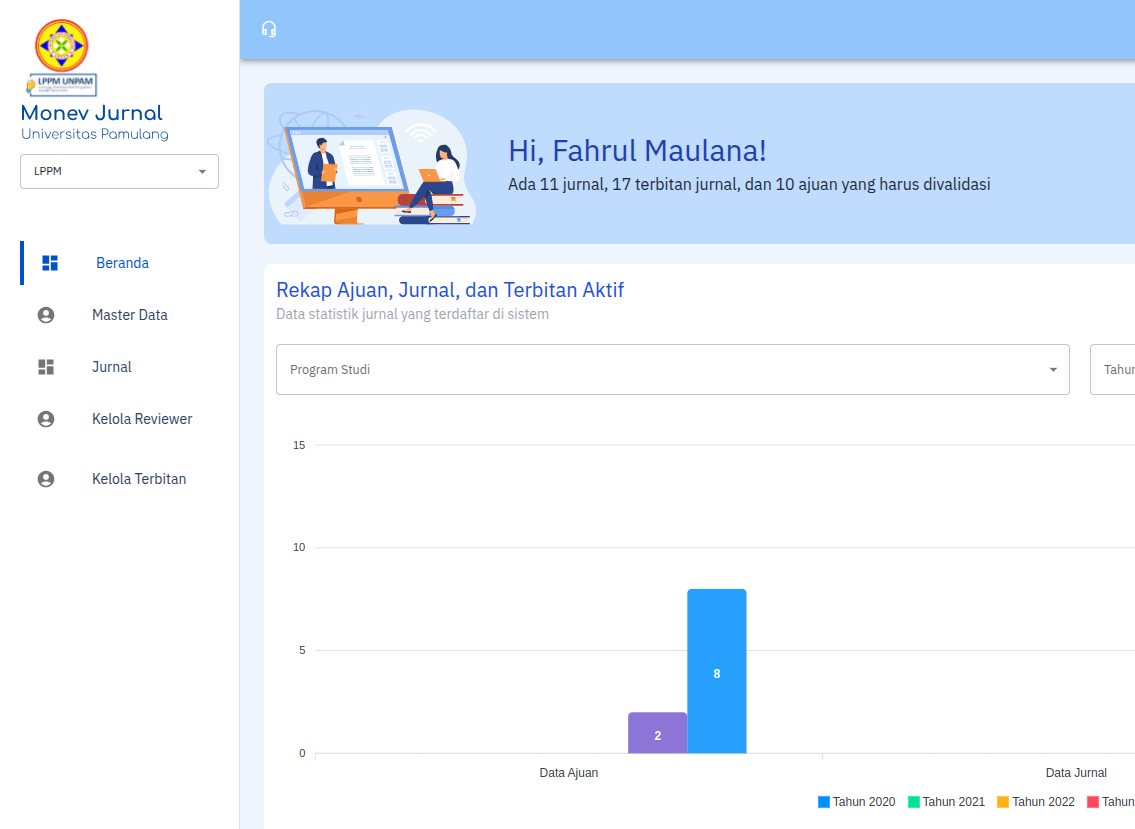 LPPM UNPAM
Monev Jurnal
Universitas Pamulang
LPPM
Beranda
Master Data
Jurnal
Kelola Reviewer
Kelola Terbitan
Hi, Fahrul Maulana!
Ada 11 jurnal, 17 terbitan jurnal, dan 10 ajuan yang harus divalidasi
Rekap Ajuan, Jurnal, dan Terbitan Aktif
Data statistik jurnal yang terdaftar di sistem
Program Studi
Tahun
15
10
5
0
2
8
Data Ajuan
Data Jurnal
Tahun 2020
Tahun 2021
Tahun 2022
Tahun